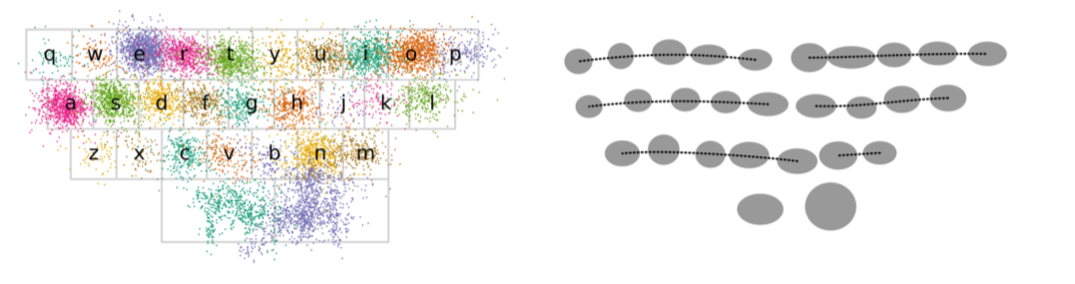 q w e r t y u i o p
a s d f g h j k l
z x c v b n m